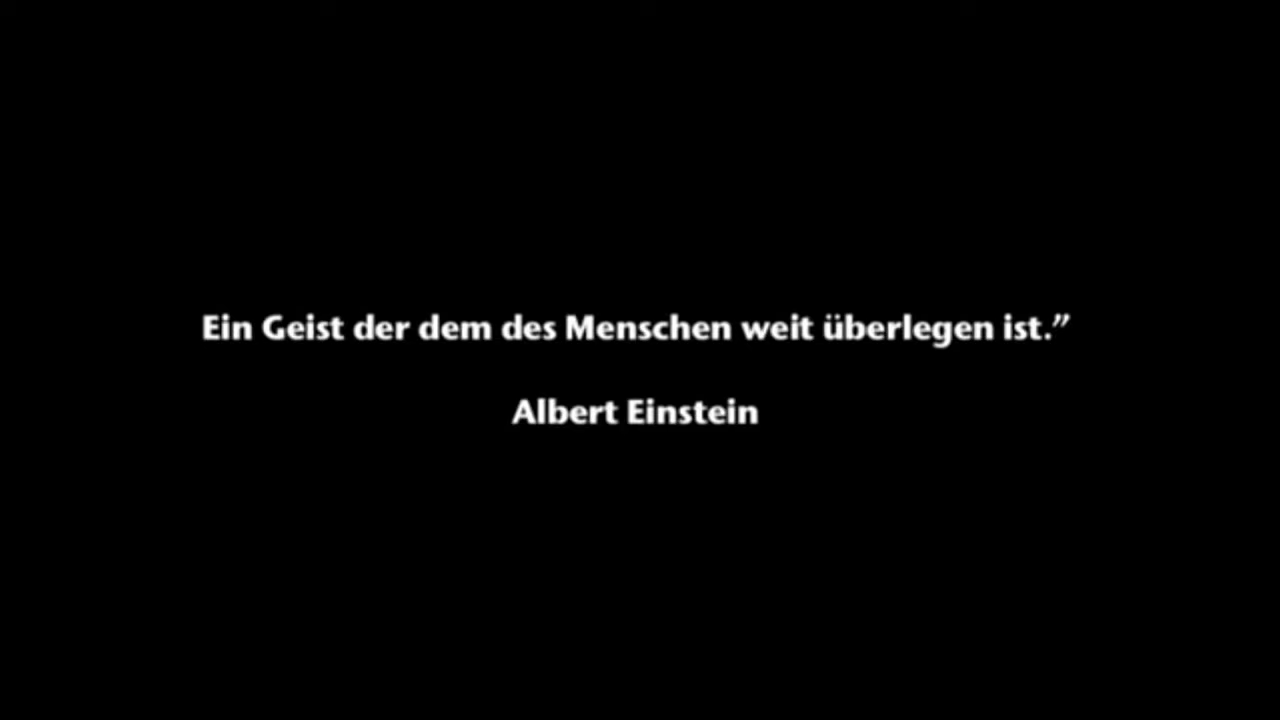 Ein Geist der dem des Menschen weit überlegen ist.”
Albert Einstein